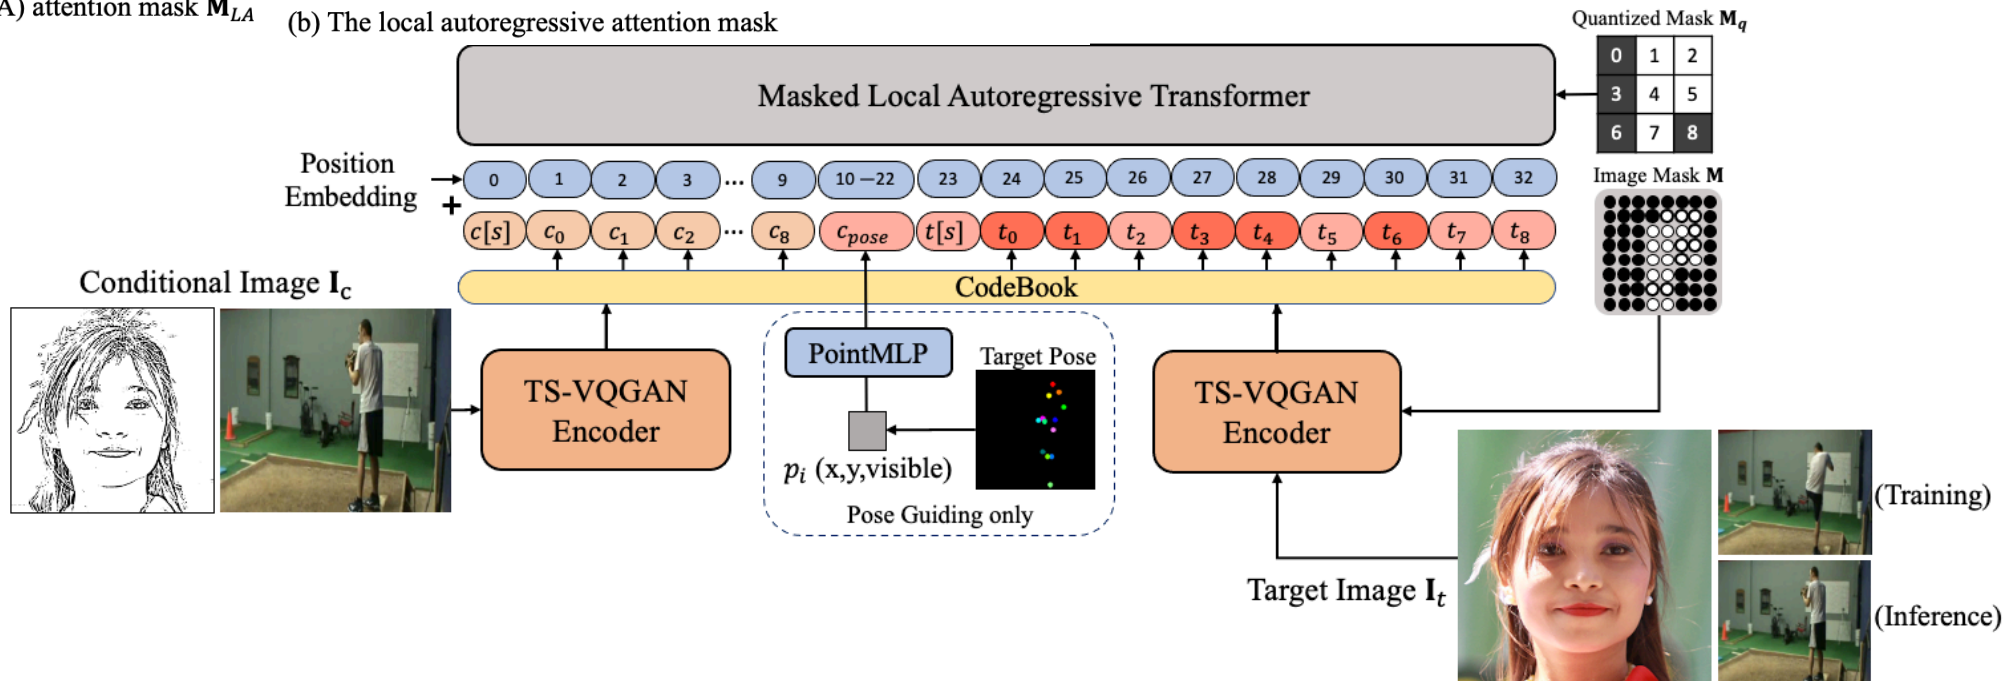 A) attention mask M_LA
(b) The local autoregressive attention mask
Quantized Mask M_q
0 1 2
3 4 5
6 7 8
Masked Local Autoregressive Transformer
Position
Embedding
+
0 1 2 3 ... 9 10 —22 23 24 25 26 27 28 29 30 31 32
c[s] c_0 c_1 c_2 ... c_8 c_pose t[s] t_0 t_1 t_2 t_3 t_4 t_5 t_6 t_7 t_8
Image Mask M
CodeBook
Conditional Image I_c
TS-VQGAN
Encoder
PointMLP
Target Pose
p_i (x,y,visible)
Pose Guiding only
TS-VQGAN
Encoder
Target Image I_t
(Training)
(Inference)